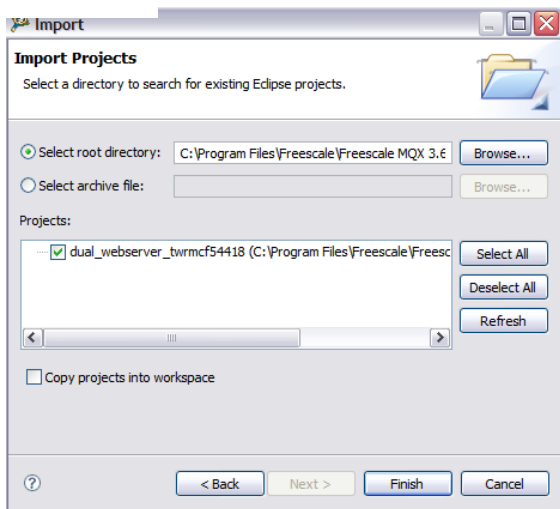 Import
Import Projects
Select a directory to search for existing Eclipse projects.
Select root directory: C:\Program Files\Freescale\Freescale MQX 3.6 Browse...
Select archive file: Browse...
Projects:
dual_webserver_twrmcf54418 (C:\Program Files\Freescale\Freesc
Select All
Deselect All
Refresh
Copy projects into workspace
? < Back Next > Finish Cancel